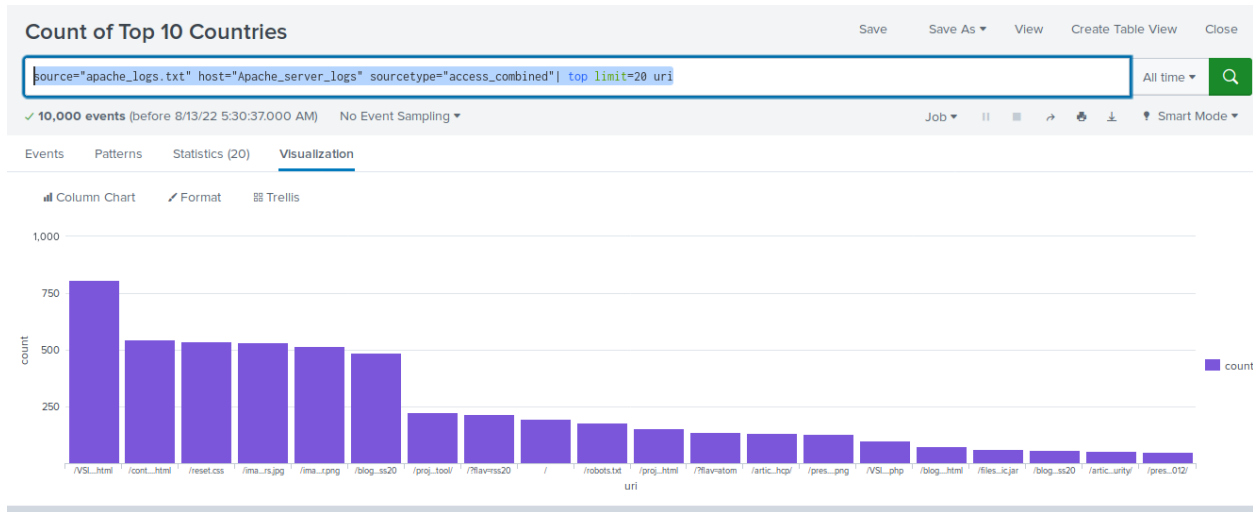 Count of Top 10 Countries
Save Save As View Create Table View Close
source="apache_logs.txt" host="Apache_server_logs" sourcetype="access_combined"| top limit=20 uri
All time
10,000 events (before 8/13/22 5:30:37.000 AM) No Event Sampling
Job Smart Mode
Events Patterns Statistics (20) Visualization
Column Chart Format Trellis
1,000
750
500
250
count
/VSI....html /cont....html /reset.css /ima...rs.jpg /ima...r.png /blog...ss20 /proj...tool/ /?flav=rss20 / /robots.txt /proj...html /?flav=atom /artic...hcp/ /pres....png /VSI....php /blog....html /files...ic.jar /blog...ss20 /artic...urity/ /pres...012/
uri
count